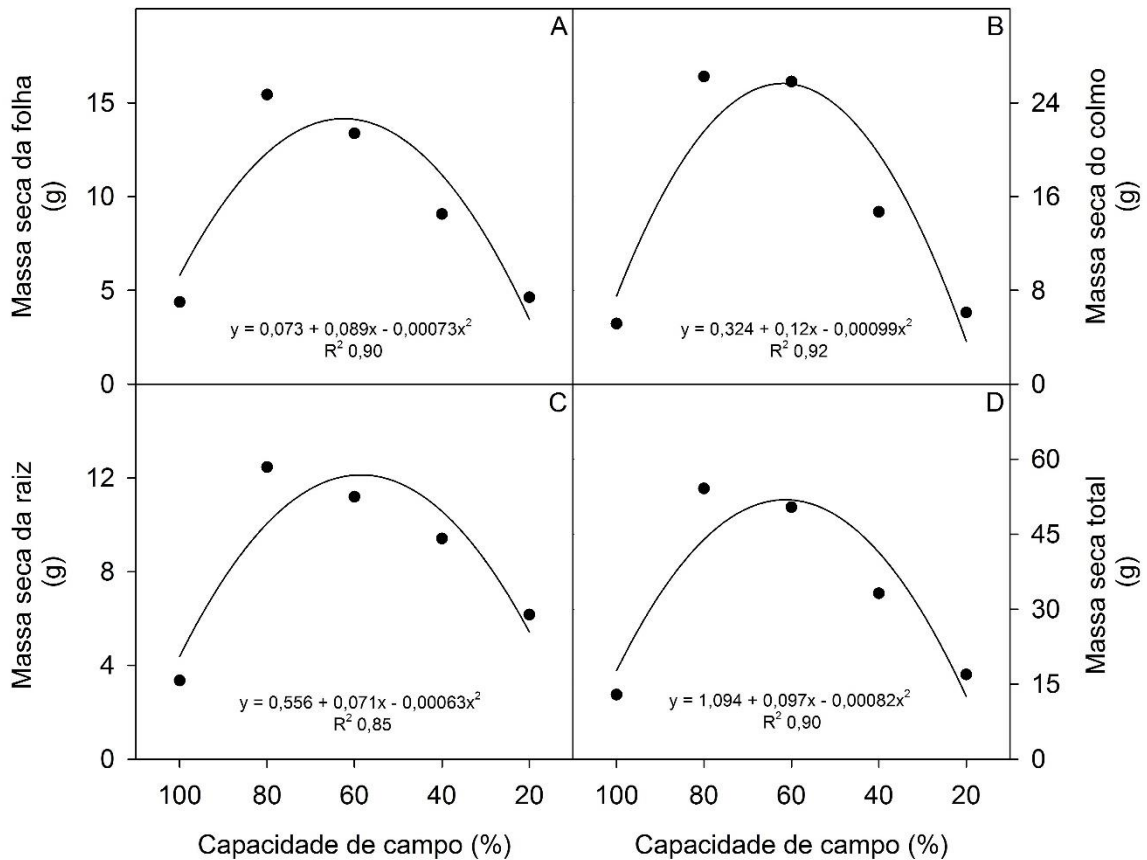 A
Massa seca da folha
(g)
15
10
5
0
y = 0,073 + 0,089x - 0,00073x²
R² 0,90
B
Massa seca do colmo
(g)
24
16
8
0
y = 0,324 + 0,12x - 0,00099x²
R² 0,92
C
Massa seca da raiz
(g)
12
8
4
0
y = 0,556 + 0,071x - 0,00063x²
R² 0,85
D
Massa seca total
(g)
60
45
30
15
0
y = 1,094 + 0,097x - 0,00082x²
R² 0,90
100 80 60 40 20
Capacidade de campo (%)
100 80 60 40 20
Capacidade de campo (%)